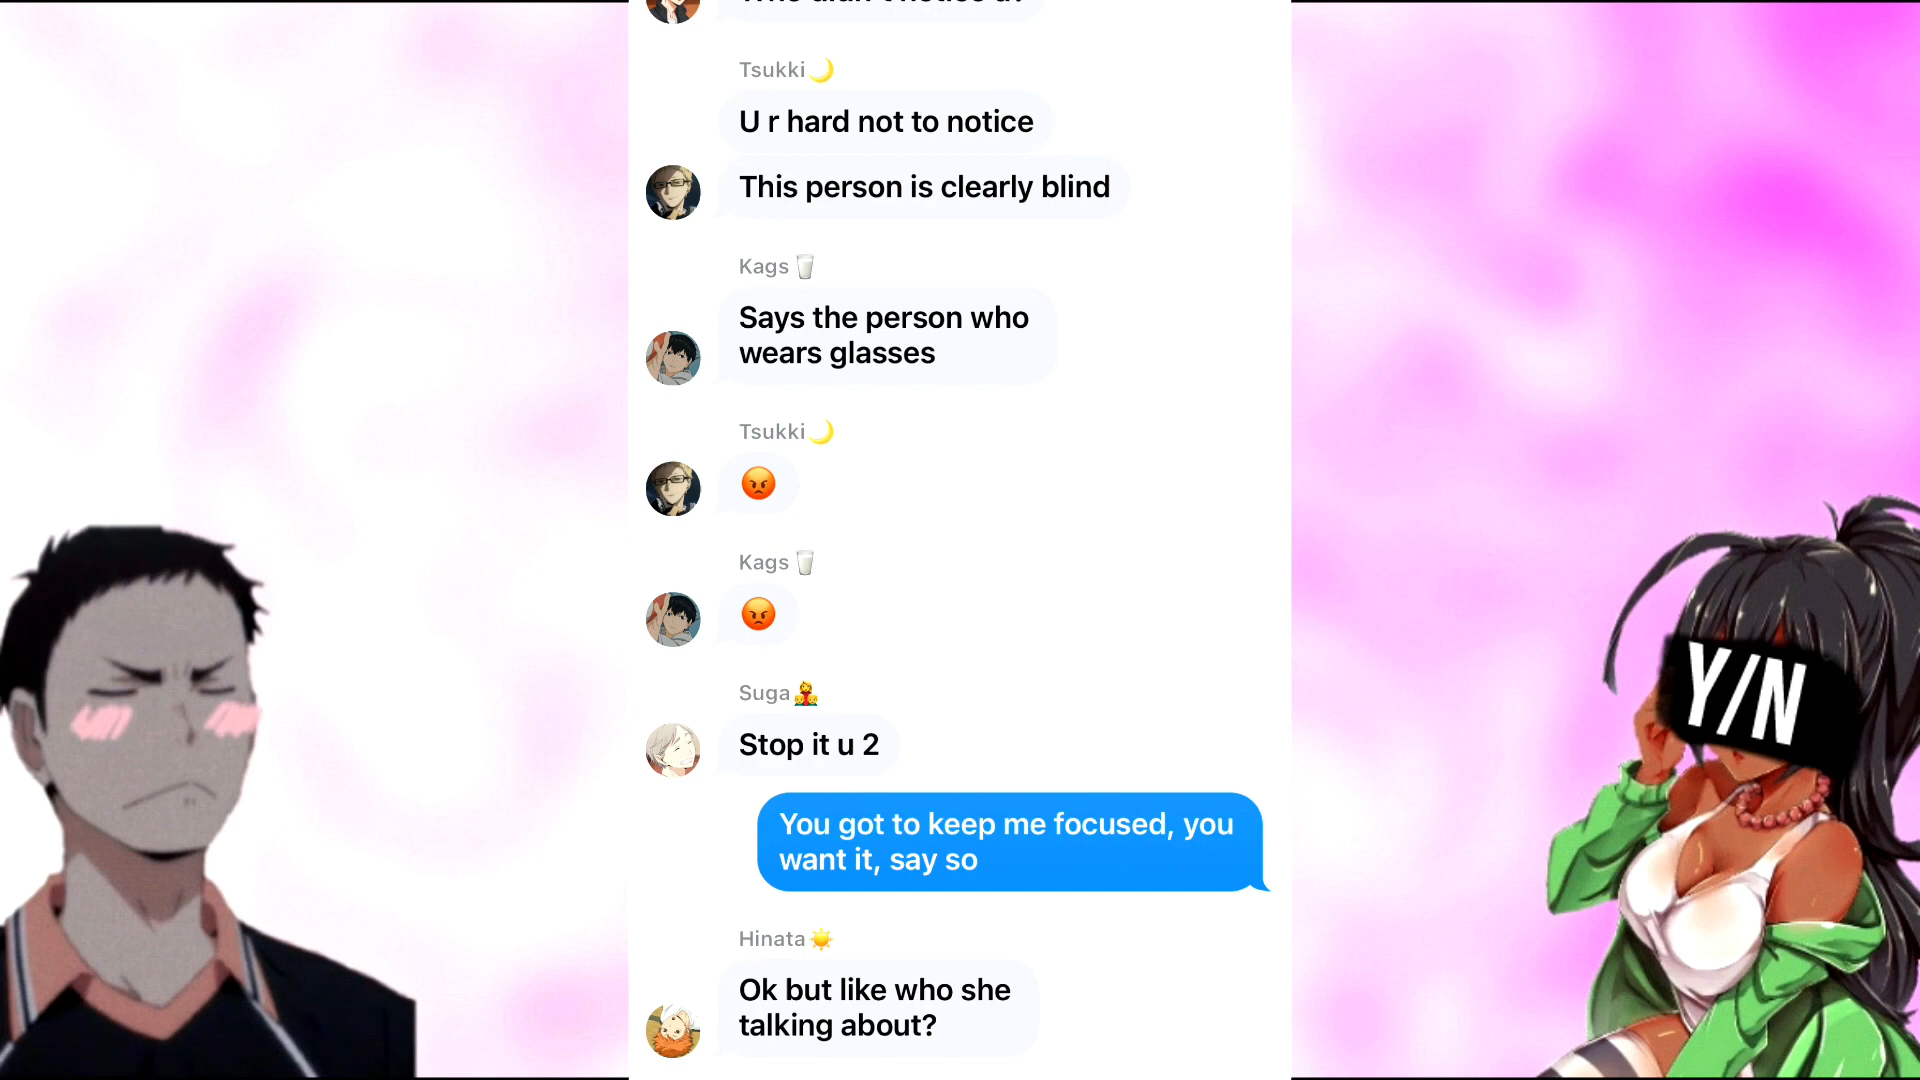 Tsukki🌙
U r hard not to notice
This person is clearly blind
Kags🥛
Says the person who
wears glasses
Tsukki🌙
😡
Kags🥛
😡
Suga👩‍👧‍👦
Stop it u 2
You got to keep me focused, you
want it, say so
Hinata☀️
Ok but like who she
talking about?
Y/N